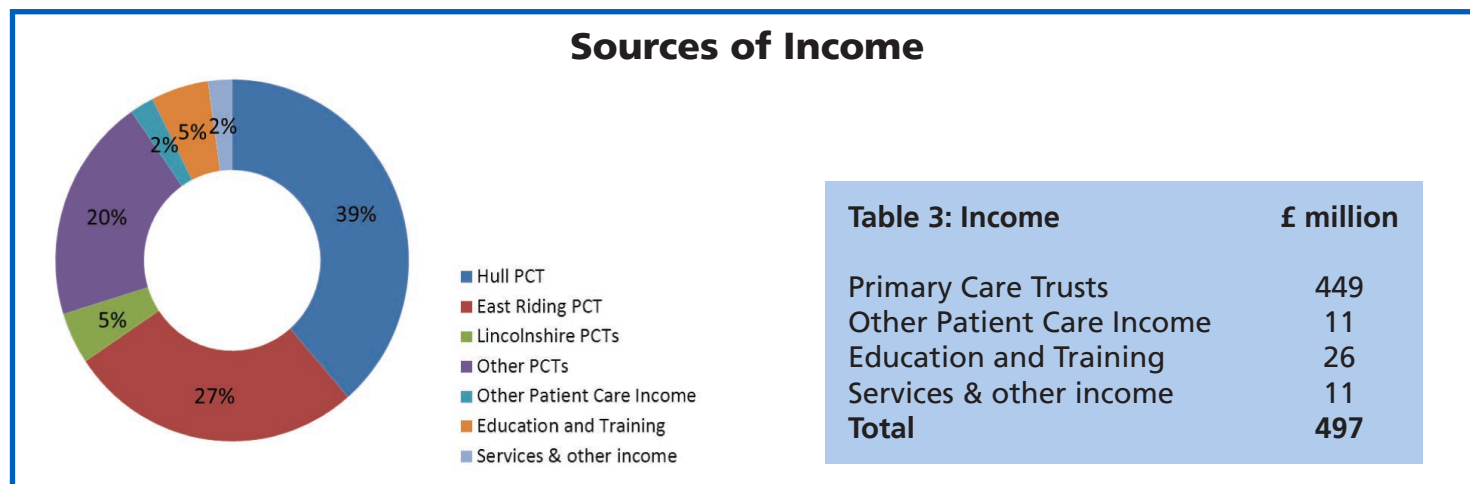 Sources of Income
2%
5%
2%
20%
39%
5%
27%
Hull PCT
East Riding PCT
Lincolnshire PCTs
Other PCTs
Other Patient Care Income
Education and Training
Services & other income
Table 3: Income £ million
Primary Care Trusts 449
Other Patient Care Income 11
Education and Training 26
Services & other income 11
Total 497